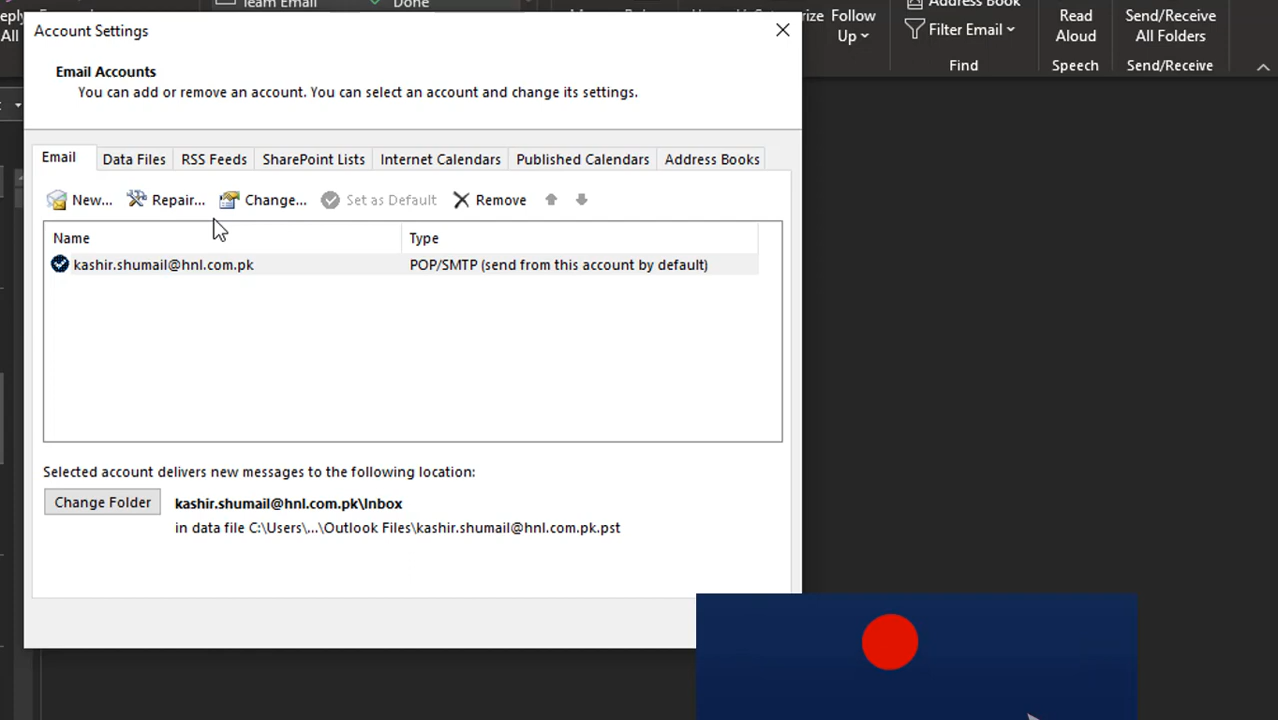 Team Email
Done
All
Follow
Up
Address Book
Filter Email
Find
Read
Aloud
Speech
Send/Receive
All Folders
Send/Receive
Account Settings
Email Accounts
You can add or remove an account. You can select an account and change its settings.
Email Data Files RSS Feeds SharePoint Lists Internet Calendars Published Calendars Address Books
New... Repair... Change... Set as Default Remove
Name Type
kashir.shumail@hnl.com.pk POP/SMTP (send from this account by default)
Selected account delivers new messages to the following location:
Change Folder kashir.shumail@hnl.com.pk\Inbox
in data file C:\Users\...\Outlook Files\kashir.shumail@hnl.com.pk.pst